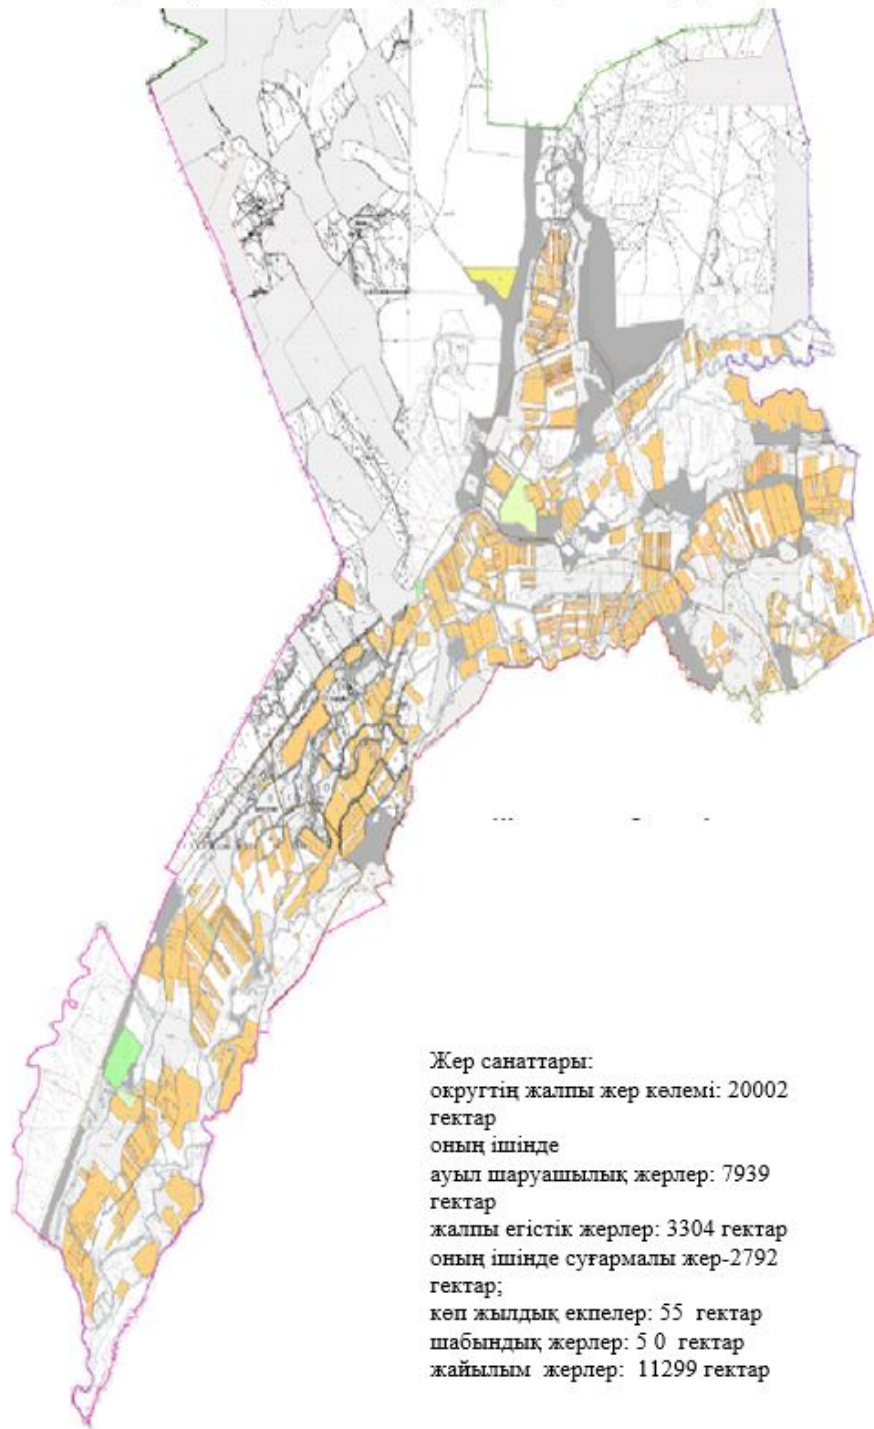 Жер санаттары:
округтің жалпы жер көлемі: 20002
гектар
оның ішінде
ауыл шаруашылық жерлер: 7939
гектар
жалпы егістік жерлер: 3304 гектар
оның ішінде суғармалы жер-2792
гектар;
көп жылдық екпелер: 55 гектар
шабындық жерлер: 5 0 гектар
жайылым жерлер: 11299 гектар